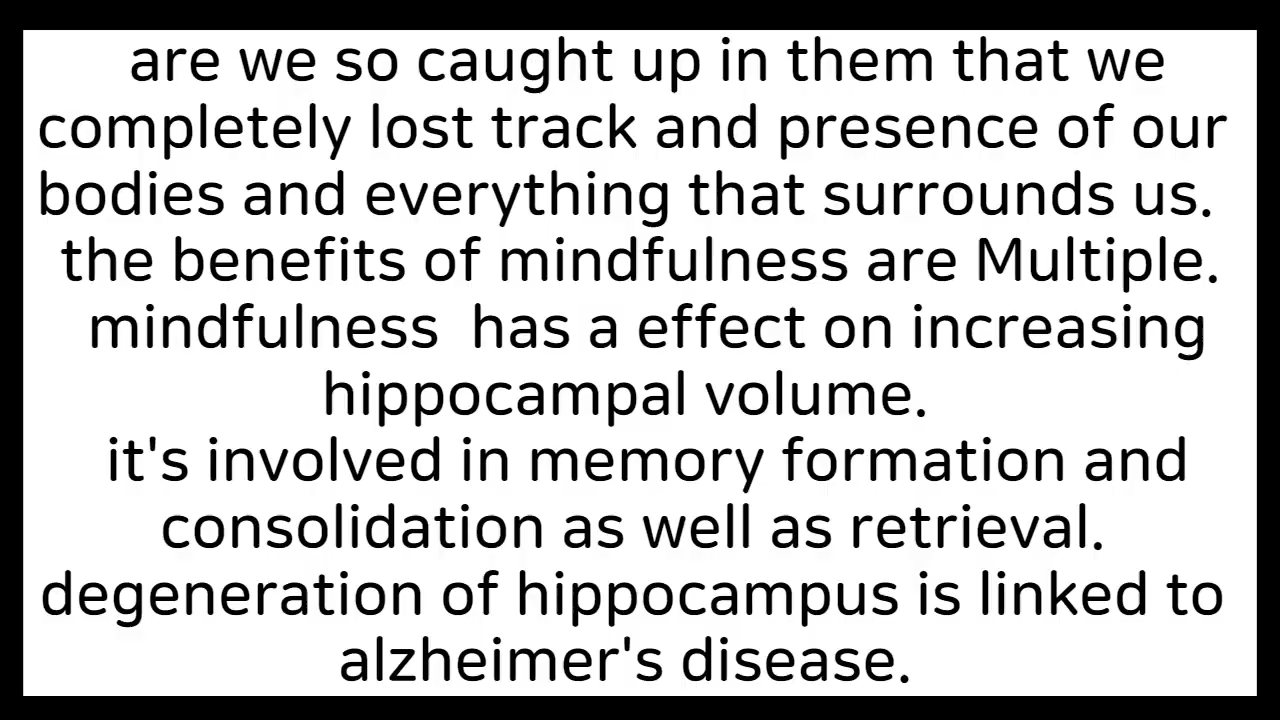 are we so caught up in them that we
completely lost track and presence of our
bodies and everything that surrounds us.
the benefits of mindfulness are Multiple.
mindfulness  has a effect on increasing
hippocampal volume.
it's involved in memory formation and
consolidation as well as retrieval.
degeneration of hippocampus is linked to
alzheimer's disease.